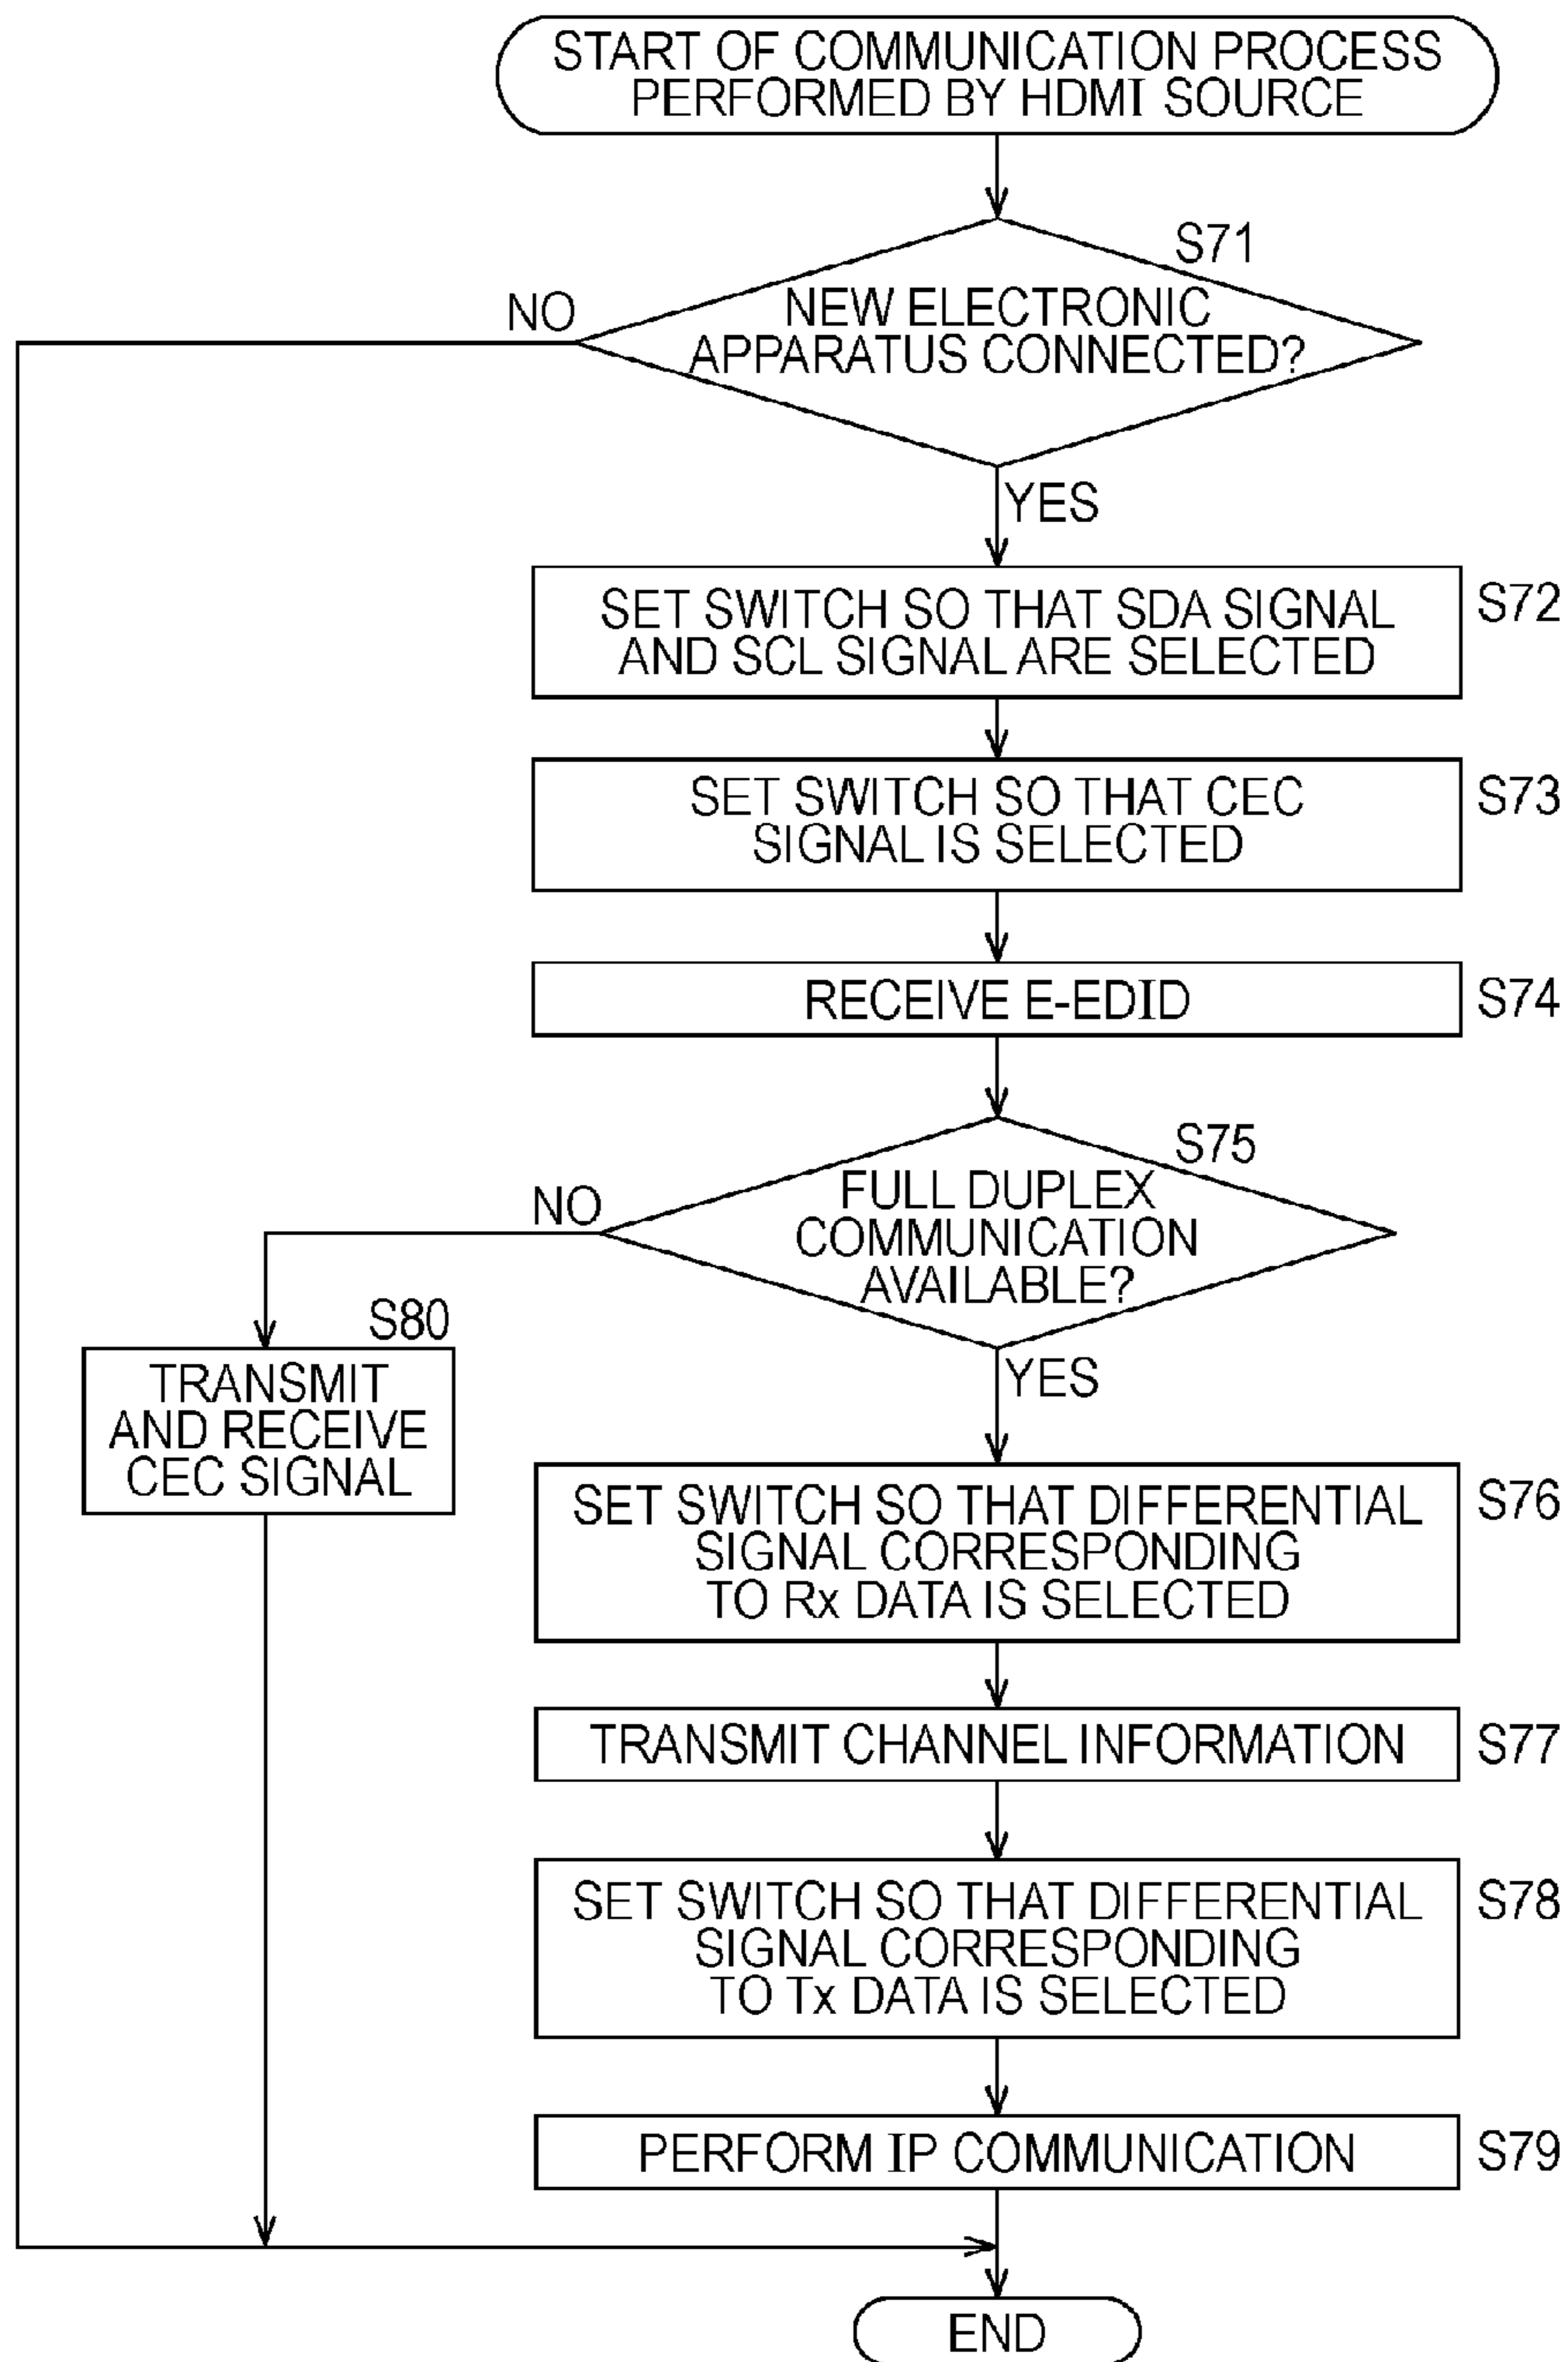 START OF COMMUNICATION PROCESS
PERFORMED BY HDMI SOURCE
S71
NO
NEW ELECTRONIC
APPARATUS CONNECTED?
YES
SET SWITCH SO THAT SDA SIGNAL
AND SCL SIGNAL ARE SELECTED
S72
SET SWITCH SO THAT CEC
SIGNAL IS SELECTED
S73
RECEIVE E-EDID
S74
S75
NO
FULL DUPLEX
COMMUNICATION
AVAILABLE?
S80
TRANSMIT
AND RECEIVE
CEC SIGNAL
YES
SET SWITCH SO THAT DIFFERENTIAL
SIGNAL CORRESPONDING
TO Rx DATA IS SELECTED
S76
TRANSMIT CHANNEL INFORMATION
S77
SET SWITCH SO THAT DIFFERENTIAL
SIGNAL CORRESPONDING
TO Tx DATA IS SELECTED
S78
PERFORM IP COMMUNICATION
S79
END